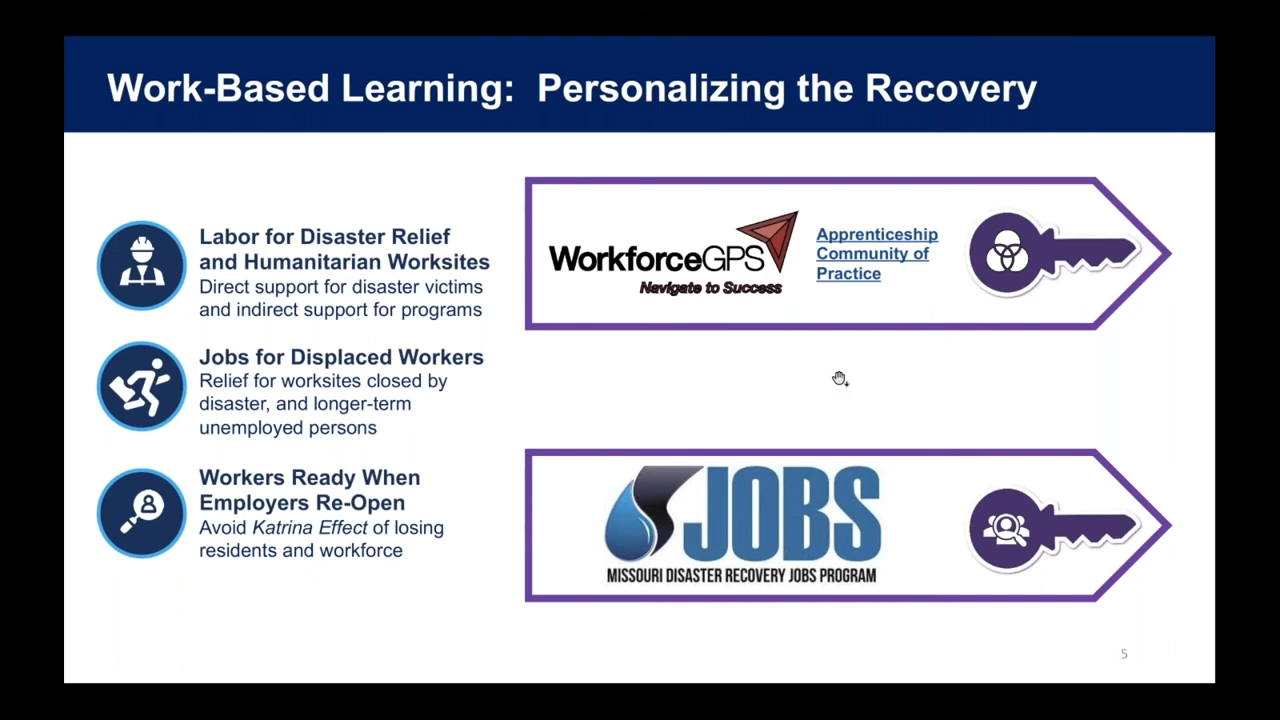 Work-Based Learning: Personalizing the Recovery
Labor for Disaster Relief
and Humanitarian Worksites
Direct support for disaster victims
and indirect support for programs
Jobs for Displaced Workers
Relief for worksites closed by
disaster, and longer-term
unemployed persons
Workers Ready When
Employers Re-Open
Avoid Katrina Effect of losing
residents and workforce
WorkforceGPS
Navigate to Success
Apprenticeship
Community of
Practice
JOBS
MISSOURI DISASTER RECOVERY JOBS PROGRAM
5